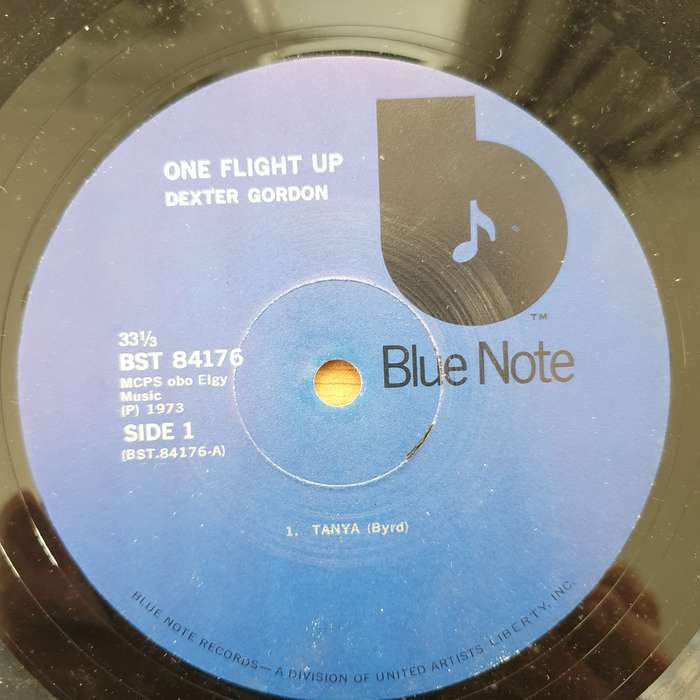 ONE FLIGHT UP
DEXTER GORDON
TM
Blue Note
33⅓
BST 84176
MCPS obo Elgy
Music
(P) 1973
SIDE 1
(BST.84176-A)
1. TANYA (Byrd)
BLUE NOTE RECORDS—A DIVISION OF UNITED ARTISTS LIBERTY, INC.